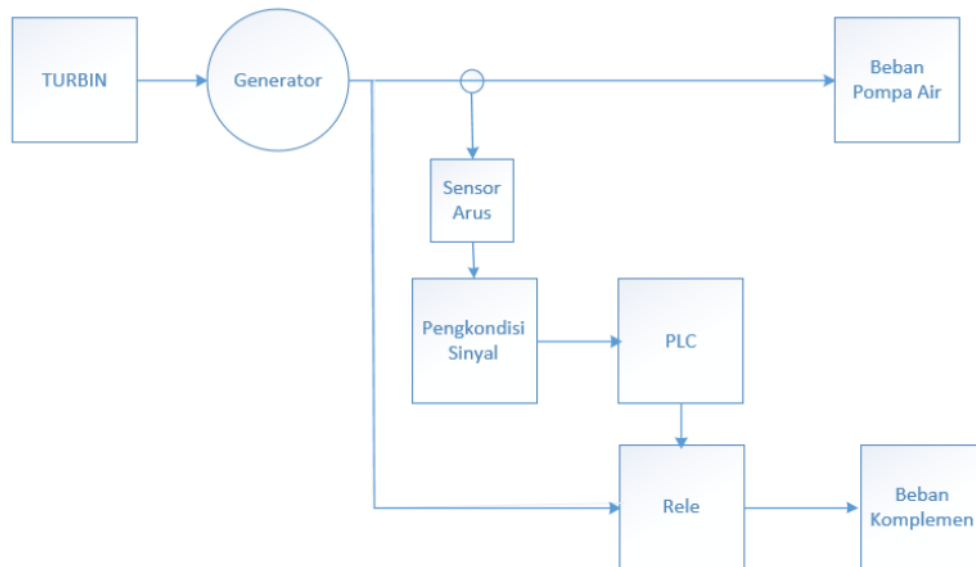 TURBIN
Generator
Beban
Pompa Air
Sensor
Arus
Pengkondisi
Sinyal
PLC
Rele
Beban
Komplemen